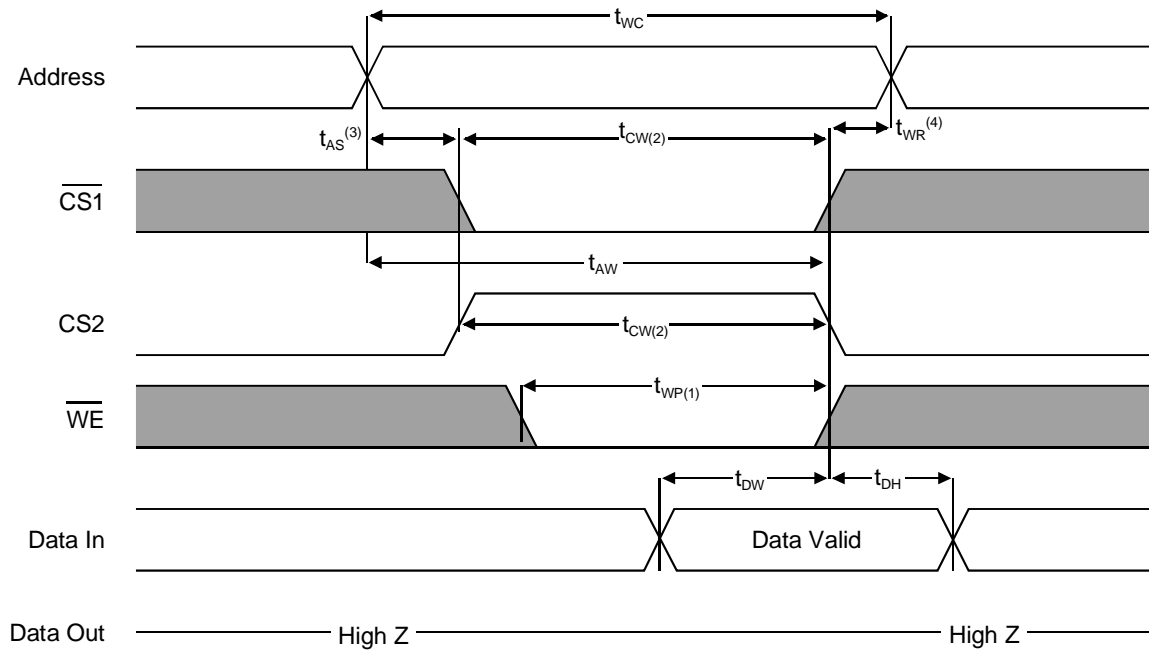 tWC
Address
tAS(3)
tCW(2)
tWR(4)
CS1
tAW
CS2
tCW(2)
tWP(1)
WE
tDW
tDH
Data In
Data Valid
Data Out
High Z
High Z